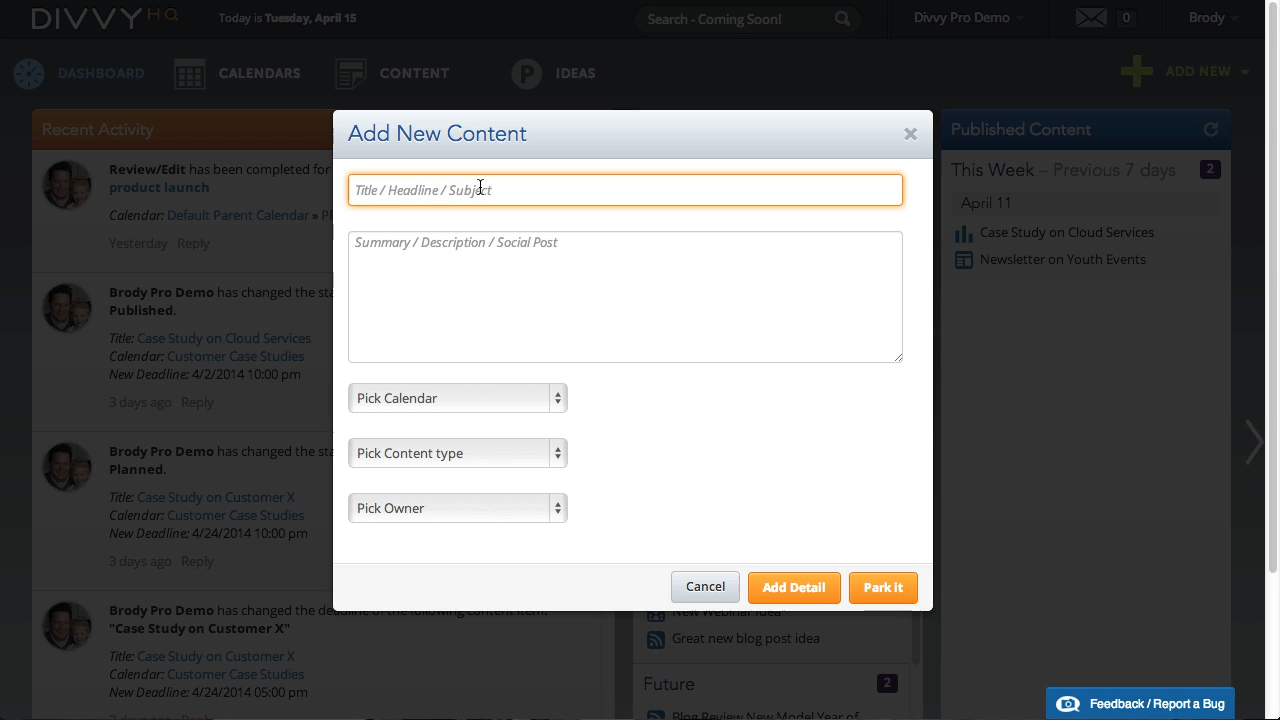 DIVVY HQ
Today is Tuesday, April 15
Search - Coming Soon!
Divvy Pro Demo
0
Brody
DASHBOARD
CALENDARS
CONTENT
P
IDEAS
ADD NEW
Recent Activity
Review/Edit has been completed for
product launch
Calendar: Default Parent Calendar »
Yesterday Reply
Brody Pro Demo has changed the
Published.
Title: Case Study on Cloud Services
Calendar: Customer Case Studies
New Deadline: 4/2/2014 10:00 pm
3 days ago Reply
Brody Pro Demo has changed the
Planned.
Title: Case Study on Customer X
Calendar: Customer Case Studies
New Deadline: 4/24/2014 10:00 pm
3 days ago Reply
Brody Pro Demo has changed the deadline of the following content item:
"Case Study on Customer X"
Title: Case Study on Customer X
Calendar: Customer Case Studies
New Deadline: 4/24/2014 05:00 pm
3 days ago Reply
Add New Content
Title / Headline / Subject
Summary / Description / Social Post
Pick Calendar
Pick Content type
Pick Owner
Cancel
Add Detail
Park it
New Webinar Idea
Great new blog post idea
Future
2
Blog Review New Model Year of
Published Content
This Week – Previous 7 days
2
April 11
Case Study on Cloud Services
Newsletter on Youth Events
Feedback / Report a Bug